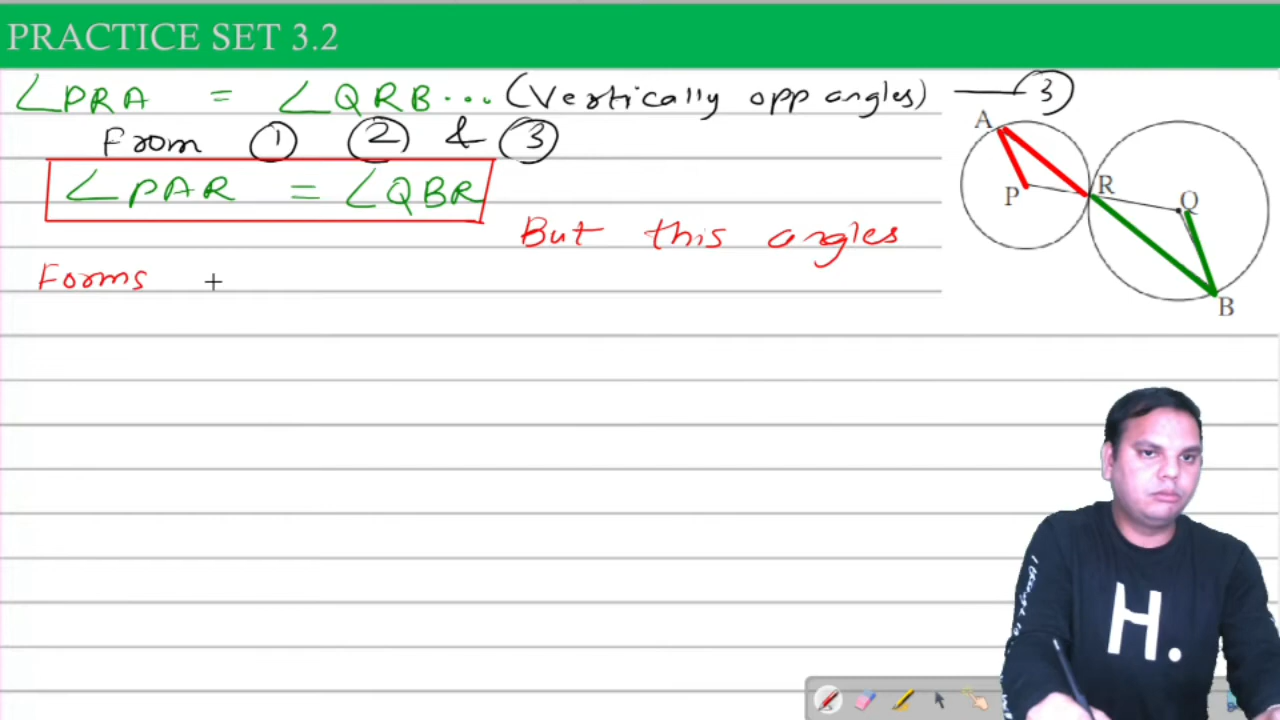 PRACTICE SET 3.2
∠PRA = ∠QRB... (Vertically opp angles) — 3
From 1 2 & 3
∠PAR = ∠QBR
But this angles
Forms
A
P
R
Q
B
H.